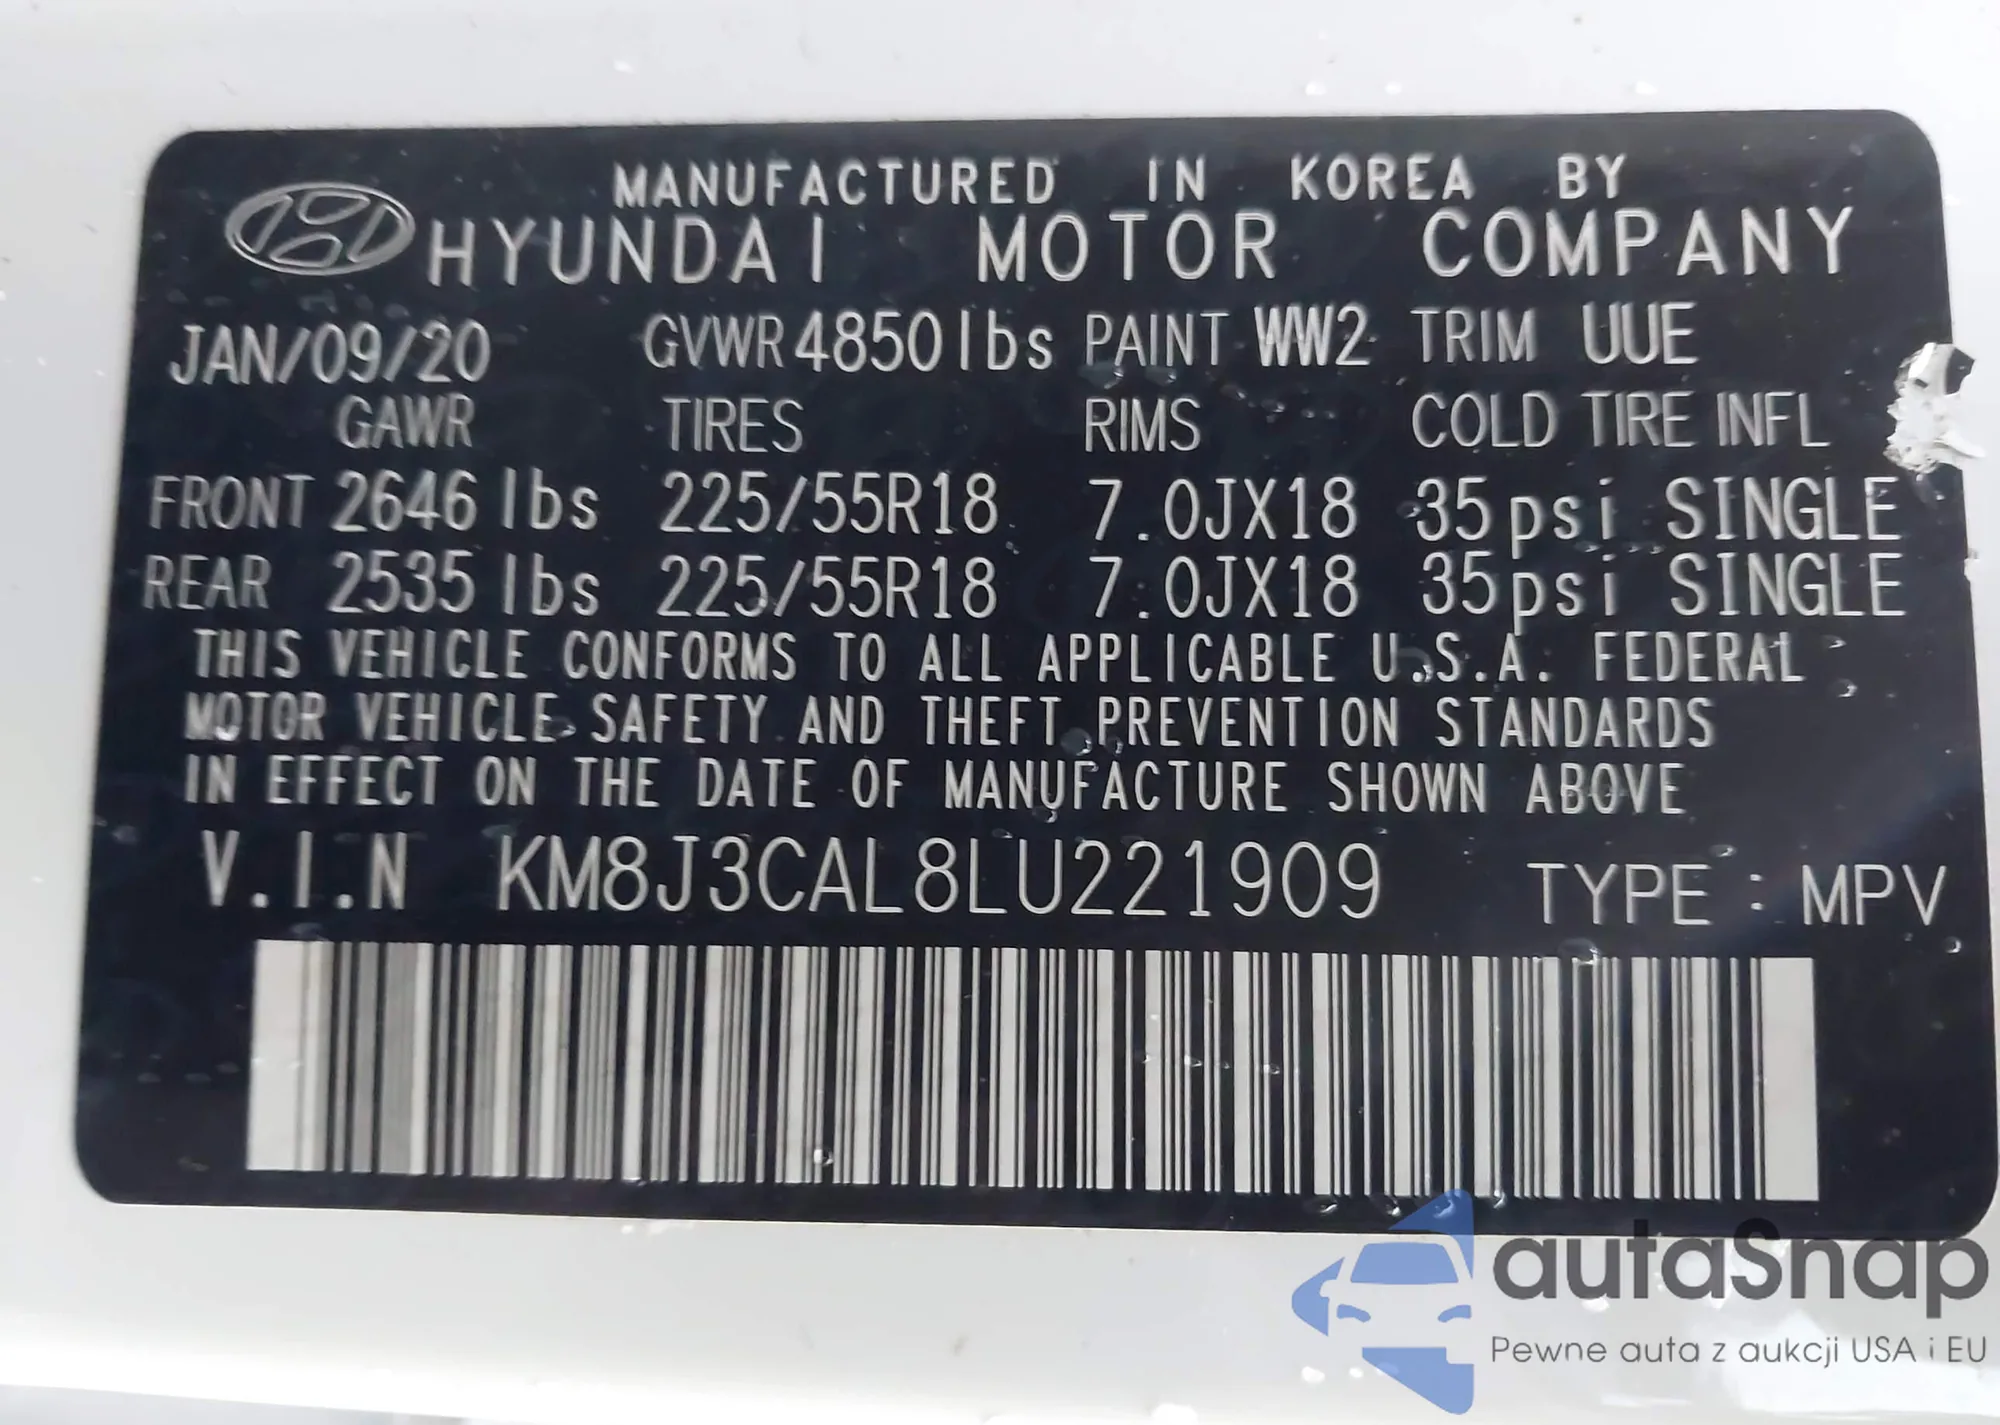 MANUFACTURED IN KOREA BY
HYUNDAI MOTOR COMPANY
JAN/09/20 GVWR 4850lbs PAINT WW2 TRIM UUE
GAWR TIRES RIMS COLD TIRE INFL
FRONT 2646 lbs 225/55R18 7.0JX18 35psi SINGLE
REAR 2535 lbs 225/55R18 7.0JX18 35psi SINGLE
THIS VEHICLE CONFORMS TO ALL APPLICABLE U.S.A. FEDERAL
MOTOR VEHICLE SAFETY AND THEFT PREVENTION STANDARDS
IN EFFECT ON THE DATE OF MANUFACTURE SHOWN ABOVE
V.I.N KM8J3CAL8LU221909 TYPE : MPV
autaSnap
Pewne auta z aukcji USA i EU